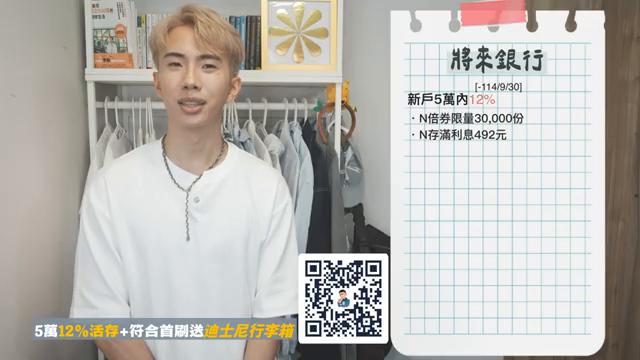 將來銀行
[-114/9/30]
新戶5萬內12%
．N倍券限量30,000份
．N存滿利息492元
5萬12%活存+符合首刷送迪士尼行李箱